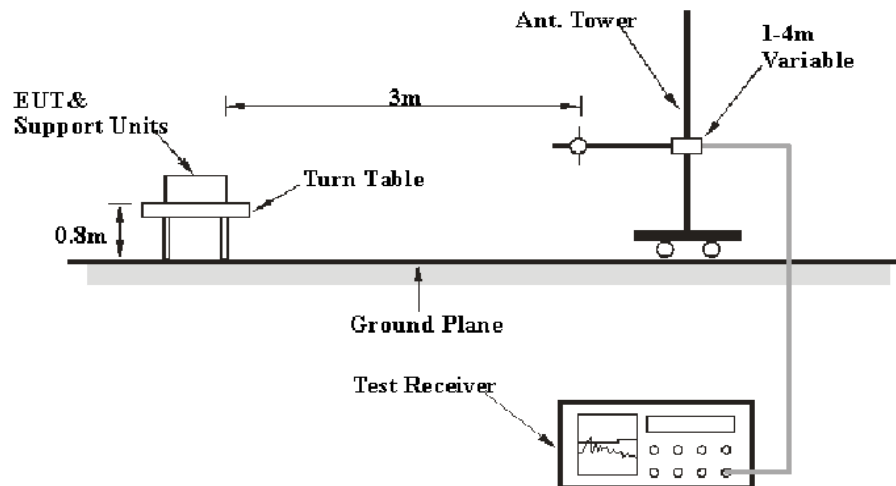 Ant. Tower
1-4m
Variable
3m
EUT&
Support Units
Turn Table
0.8m
Ground Plane
Test Receiver